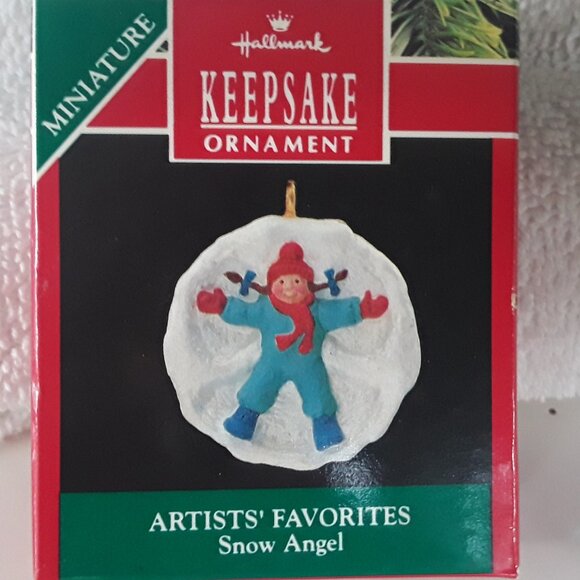 MINIATURE
Hallmark
KEEPSAKE
ORNAMENT
ARTISTS' FAVORITES
Snow Angel